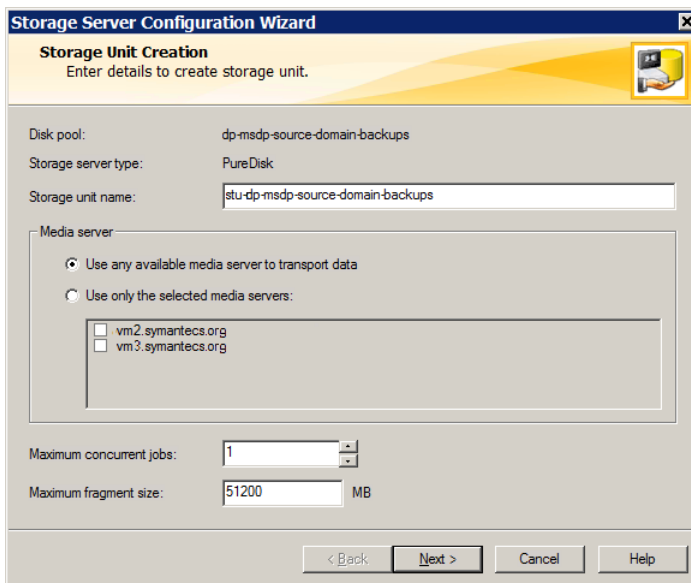 Storage Server Configuration Wizard
Storage Unit Creation
Enter details to create storage unit.
Disk pool: dp-msdp-source-domain-backups
Storage server type: PureDisk
Storage unit name: stu-dp-msdp-source-domain-backups
Media server
Use any available media server to transport data
Use only the selected media servers:
vm2.symantecs.org
vm3.symantecs.org
Maximum concurrent jobs: 1
Maximum fragment size: 51200 MB
< Back Next > Cancel Help